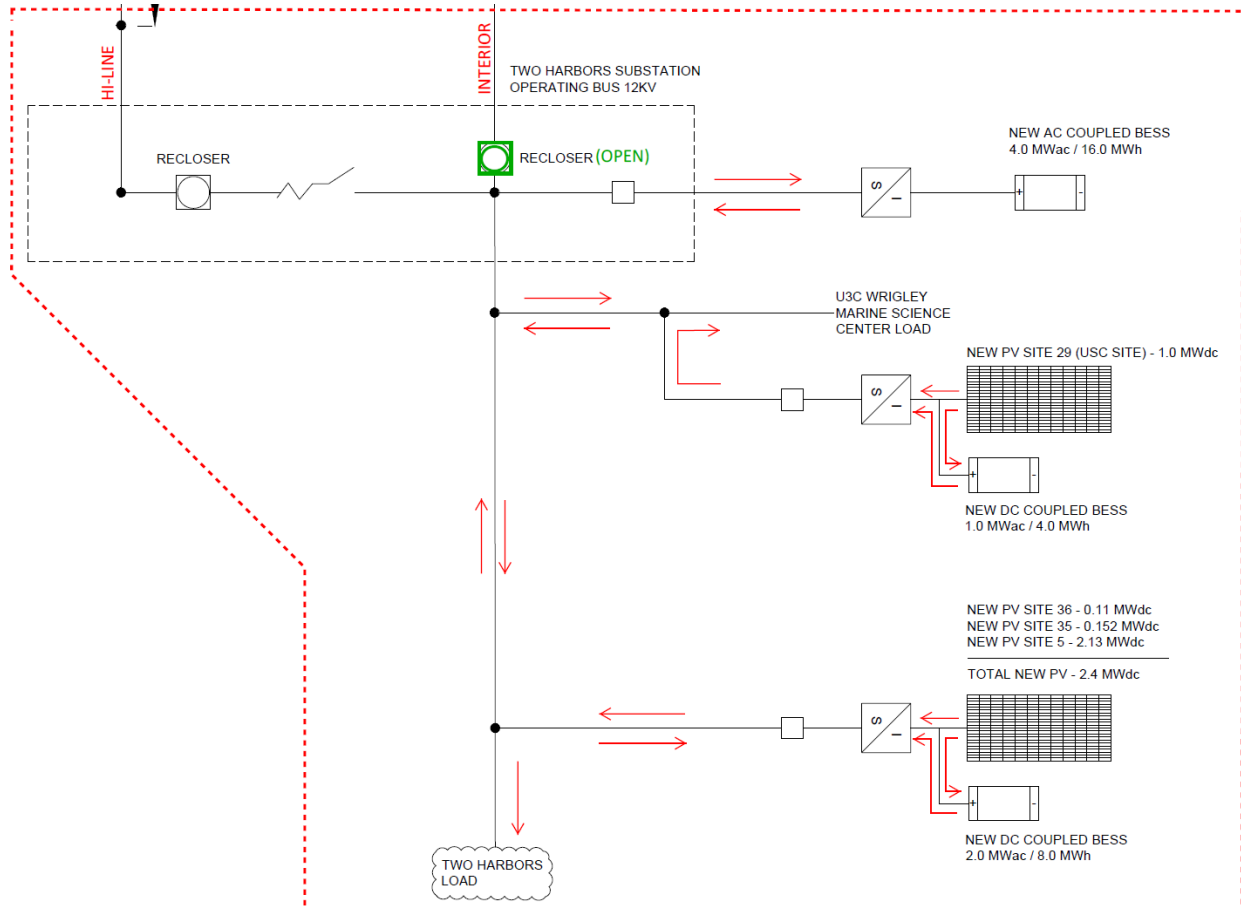 HI-LINE
INTERIOR
TWO HARBORS SUBSTATION
OPERATING BUS 12KV
RECLOSER
RECLOSER (OPEN)
NEW AC COUPLED BESS
4.0 MWac / 16.0 MWh
S
I
+
-
U3C WRIGLEY
MARINE SCIENCE
CENTER LOAD
NEW PV SITE 29 (USC SITE) - 1.0 MWdc
S
I
+
-
NEW DC COUPLED BESS
1.0 MWac / 4.0 MWh
NEW PV SITE 36 - 0.11 MWdc
NEW PV SITE 35 - 0.152 MWdc
NEW PV SITE 5 - 2.13 MWdc
TOTAL NEW PV - 2.4 MWdc
S
I
+
-
NEW DC COUPLED BESS
2.0 MWac / 8.0 MWh
TWO HARBORS
LOAD